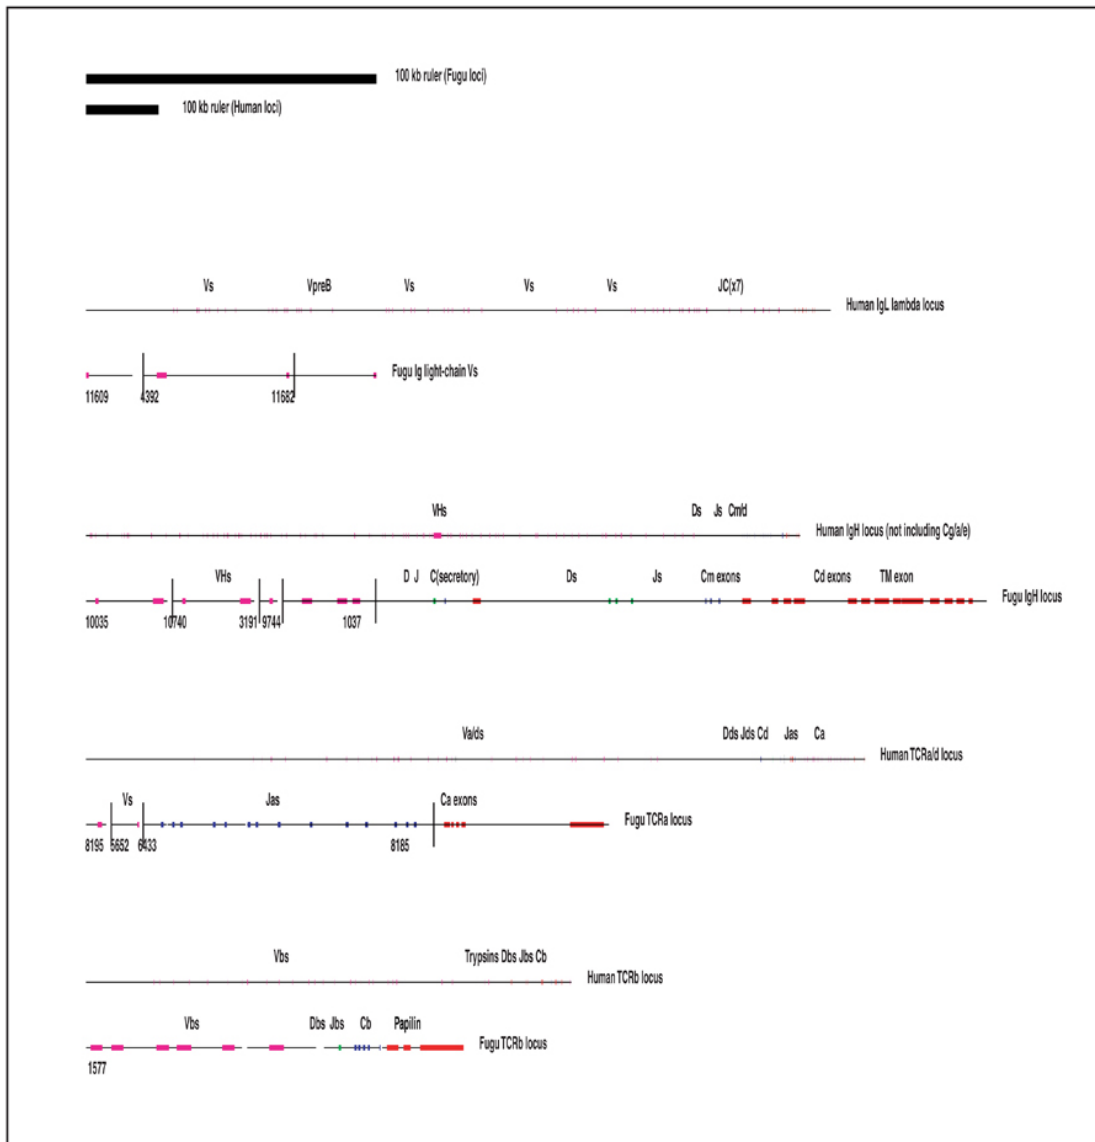 100 kb ruler (Fugu loci)
100 kb ruler (Human loci)
Vs VpreB Vs Vs Vs JC(x7)
Human IgL lambda locus
Fugu Ig light-chain Vs
11609 4392 11682
VHs Ds Js Cm/d
Human IgH locus (not including Cg/a/e)
VHs D J C(secretory) Ds Js Cm exons Cd exons TM exon
Fugu IgH locus
10035 10740 3191 9744 1037
Va/ds Dds Jds Cd Jas Ca
Human TCRa/d locus
Vs Jas Ca exons
Fugu TCRa locus
8195 5652 6433 8185
Vbs Trypsins Dbs Jbs Cb
Human TCRb locus
Vbs Dbs Jbs Cb Papilin
Fugu TCRb locus
1577